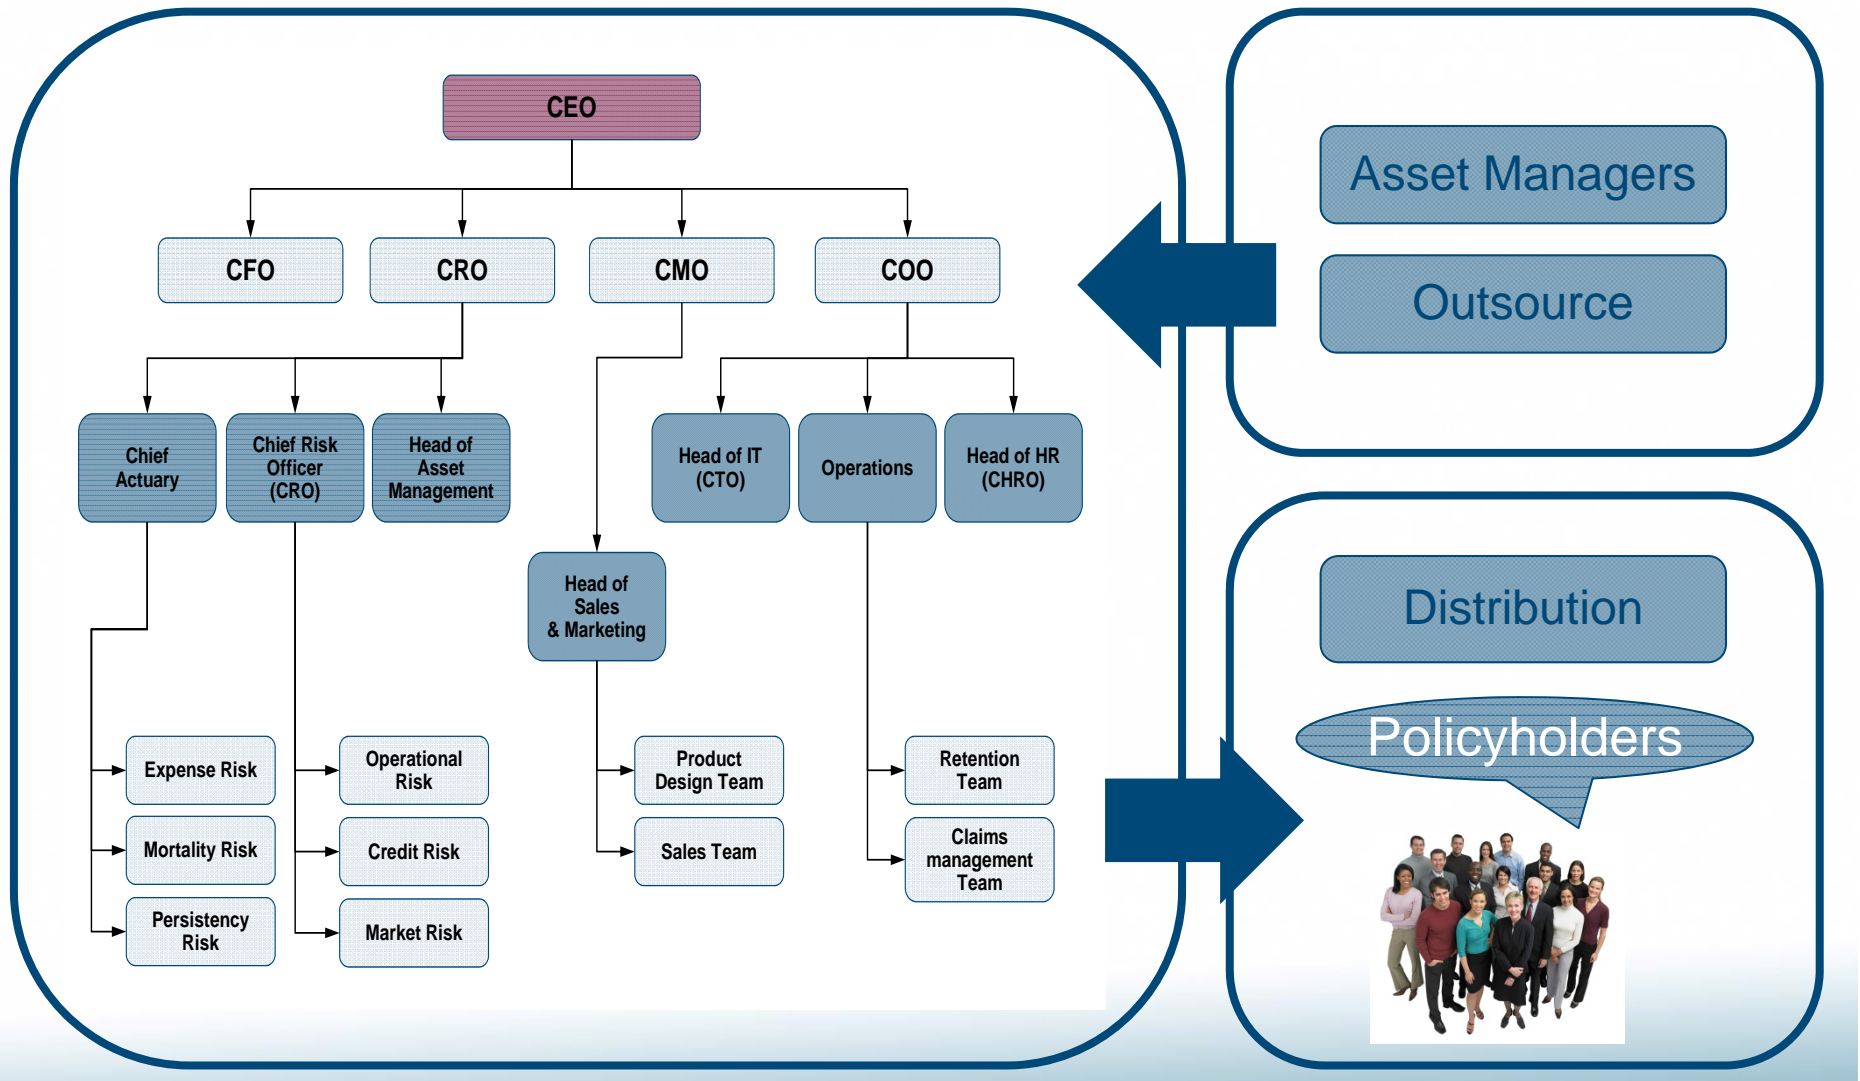 CEO
CFO
CRO
CMO
COO
Chief
Actuary
Chief Risk
Officer
(CRO)
Head of
Asset
Management
Head of IT
(CTO)
Operations
Head of HR
(CHRO)
Head of
Sales
& Marketing
Expense Risk
Mortality Risk
Persistency
Risk
Operational
Risk
Credit Risk
Market Risk
Product
Design Team
Sales Team
Retention
Team
Claims
management
Team
Asset Managers
Outsource
Distribution
Policyholders